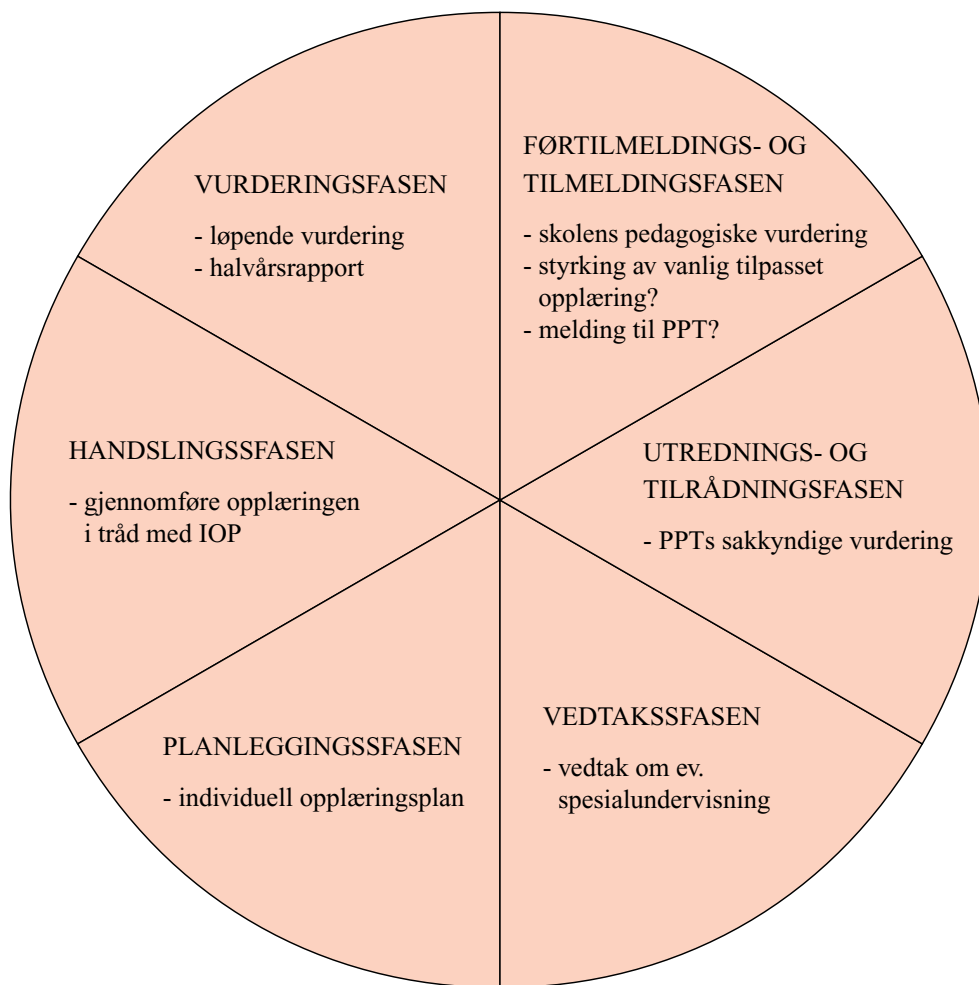 FØRTILMELDINGS- OG
TILMELDINGSFASEN
- skolens pedagogiske vurdering
- styrking av vanlig tilpasset
opplæring?
- melding til PPT?
UTREDNINGS- OG
TILRÅDNINGSFASEN
- PPTs sakkyndige vurdering
VEDTAKSSFASEN
- vedtak om ev.
spesialundervisning
PLANLEGGINGSSFASEN
- individuell opplæringsplan
HANDSLINGSSFASEN
- gjennomføre opplæringen
i tråd med IOP
VURDERINGSFASEN
- løpende vurdering
- halvårsrapport